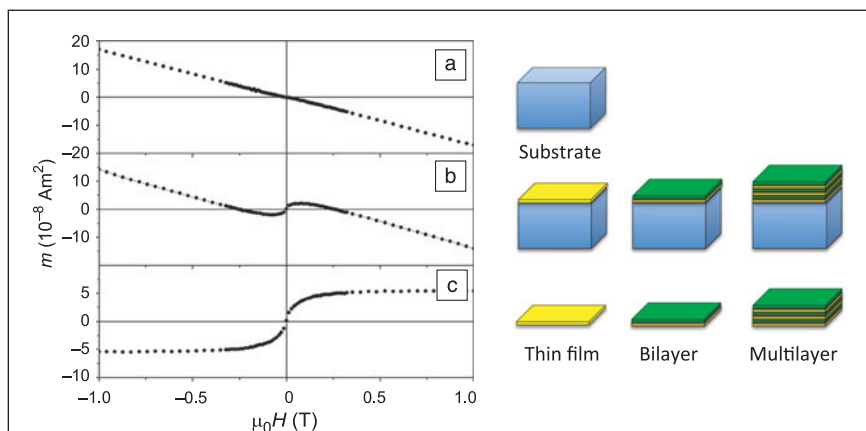 20
10
0
–10
–20
a
10
0
–10
b
5
0
–5
–10
c
–1.0
–0.5
0
0.5
1.0
m (10⁻⁸ Am²)
μ₀H (T)
Substrate
Thin film
Bilayer
Multilayer